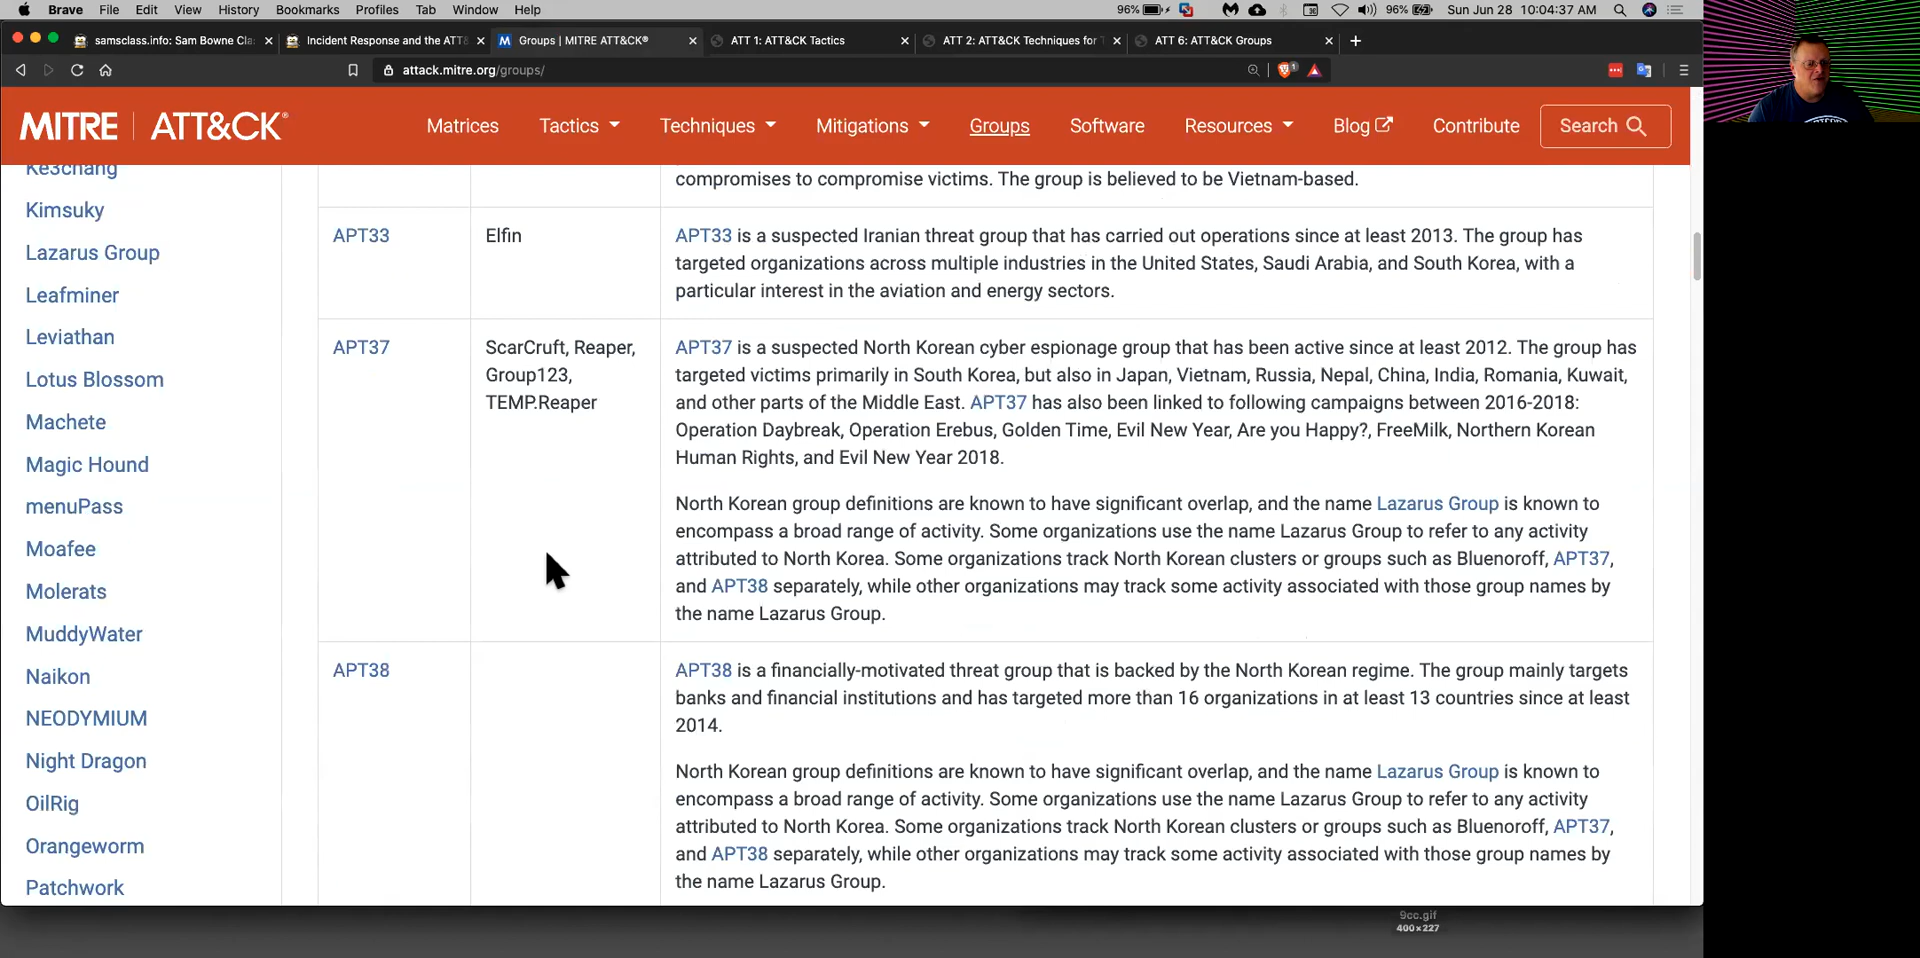 Brave File Edit View History Bookmarks Profiles Tab Window Help 96% 96% Sun Jun 28 10:04:37 AM
samsclass.info: Sam Bowne Cla Incident Response and the ATT& Groups | MITRE ATT&CK® ATT 1: ATT&CK Tactics ATT 2: ATT&CK Techniques for ATT 6: ATT&CK Groups
attack.mitre.org/groups/ 1
MITRE | ATT&CK® Matrices Tactics Techniques Mitigations Groups Software Resources Blog Contribute Search
Ke3chang
Kimsuky
Lazarus Group
Leafminer
Leviathan
Lotus Blossom
Machete
Magic Hound
menuPass
Moafee
Molerats
MuddyWater
Naikon
NEODYMIUM
Night Dragon
OilRig
Orangeworm
Patchwork
compromises to compromise victims. The group is believed to be Vietnam-based.
APT33
Elfin
APT33 is a suspected Iranian threat group that has carried out operations since at least 2013. The group has
targeted organizations across multiple industries in the United States, Saudi Arabia, and South Korea, with a
particular interest in the aviation and energy sectors.
APT37
ScarCruft, Reaper,
Group123,
TEMP.Reaper
APT37 is a suspected North Korean cyber espionage group that has been active since at least 2012. The group has
targeted victims primarily in South Korea, but also in Japan, Vietnam, Russia, Nepal, China, India, Romania, Kuwait,
and other parts of the Middle East. APT37 has also been linked to following campaigns between 2016-2018:
Operation Daybreak, Operation Erebus, Golden Time, Evil New Year, Are you Happy?, FreeMilk, Northern Korean
Human Rights, and Evil New Year 2018.
North Korean group definitions are known to have significant overlap, and the name Lazarus Group is known to
encompass a broad range of activity. Some organizations use the name Lazarus Group to refer to any activity
attributed to North Korea. Some organizations track North Korean clusters or groups such as Bluenoroff, APT37,
and APT38 separately, while other organizations may track some activity associated with those group names by
the name Lazarus Group.
APT38
APT38 is a financially-motivated threat group that is backed by the North Korean regime. The group mainly targets
banks and financial institutions and has targeted more than 16 organizations in at least 13 countries since at least
2014.
North Korean group definitions are known to have significant overlap, and the name Lazarus Group is known to
encompass a broad range of activity. Some organizations use the name Lazarus Group to refer to any activity
attributed to North Korea. Some organizations track North Korean clusters or groups such as Bluenoroff, APT37,
and APT38 separately, while other organizations may track some activity associated with those group names by
the name Lazarus Group.
9cc.gif
400×227